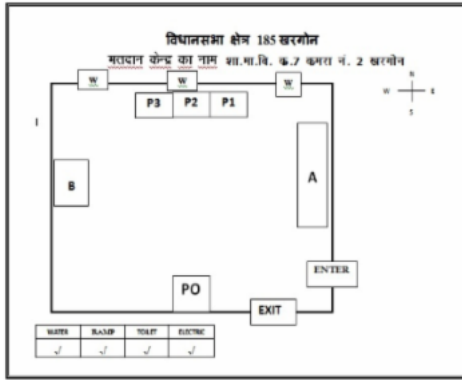 विधानसभा क्षेत्र 185 खरगोन
मतदान केन्द्र का नाम शा.मा.वि. क.7 कमरा नं. 2 खरगोन
W W W
N
W E
S
P3 P2 P1
B
A
ENTER
PO
EXIT
WATER RAMP TOILET ELECTRIC
√ √ √ √